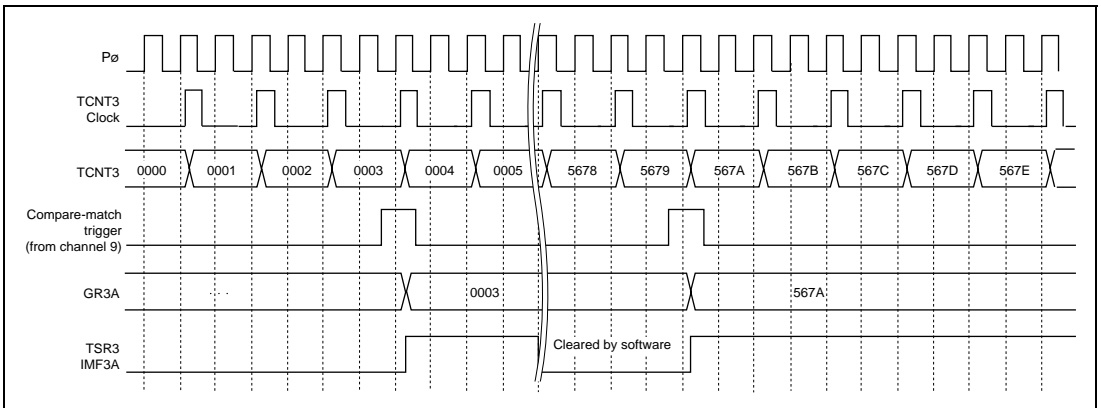 Pø
TCNT3
Clock
TCNT3
0000 0001 0002 0003 0004 0005 5678 5679 567A 567B 567C 567D 567E
Compare-match
trigger
(from channel 9)
GR3A
.... 0003 567A
TSR3
IMF3A
Cleared by software